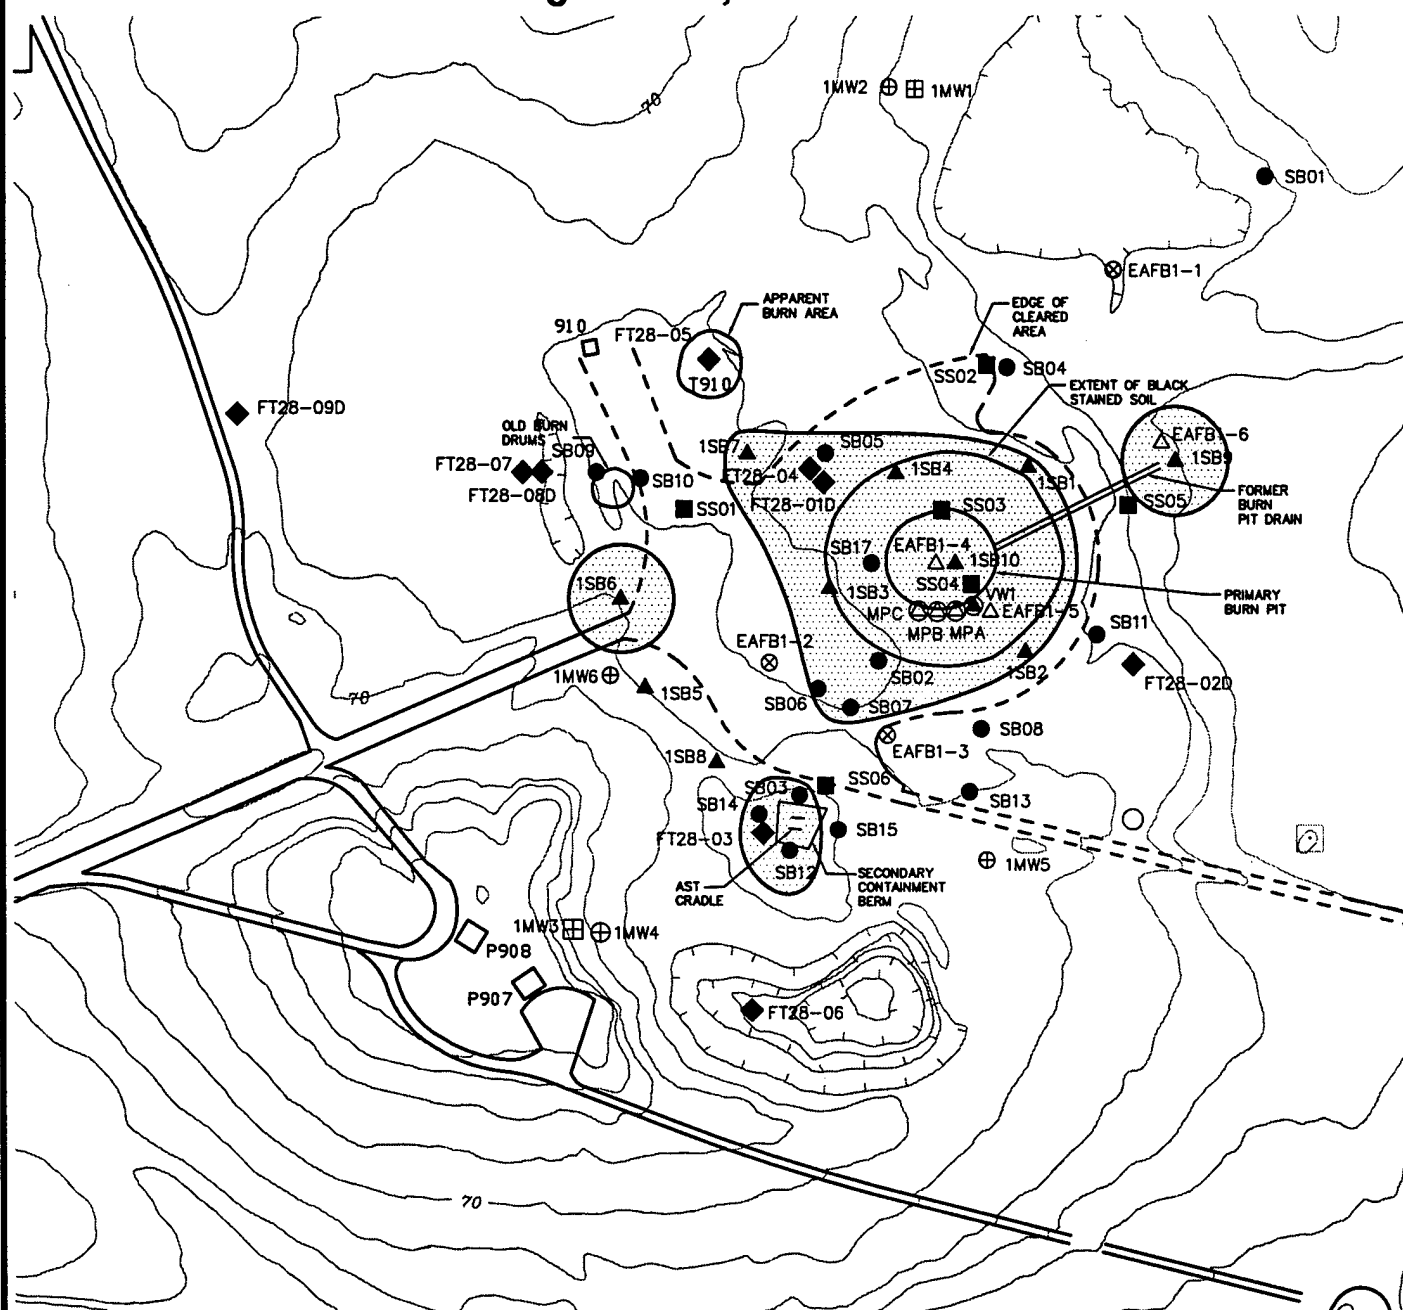 70
1MW2
1MW1
SB01
EAFB1-1
APPARENT
BURN AREA
EDGE OF
CLEARED
AREA
910
FT28-05
T910
SS02
SB04
EXTENT OF BLACK
STAINED SOIL
FT28-09D
OLD BURN
DRUMS
SB09
FT28-07
FT28-08D
SB10
SS01
1SB7
SB05
FT28-04
FT28-01D
1SB4
1SB1
EAFB1-6
1SB9
SS05
FORMER
BURN
PIT DRAIN
SS03
SB17
EAFB1-4
1SB10
SS04
1SB3
VW1
MPC
EAFB1-5
MPB
MPA
PRIMARY
BURN PIT
1SB6
EAFB1-2
1MW6
1SB5
SB02
1SB2
SB11
FT28-02D
SB06
SB07
70
EAFB1-3
SB08
1SB8
SS06
SB03
SB13
SB14
FT28-03
SB15
SB12
1MW5
AST
CRADLE
SECONDARY
CONTAINMENT
BERM
1MW3
1MW4
P908
P907
FT28-06
70